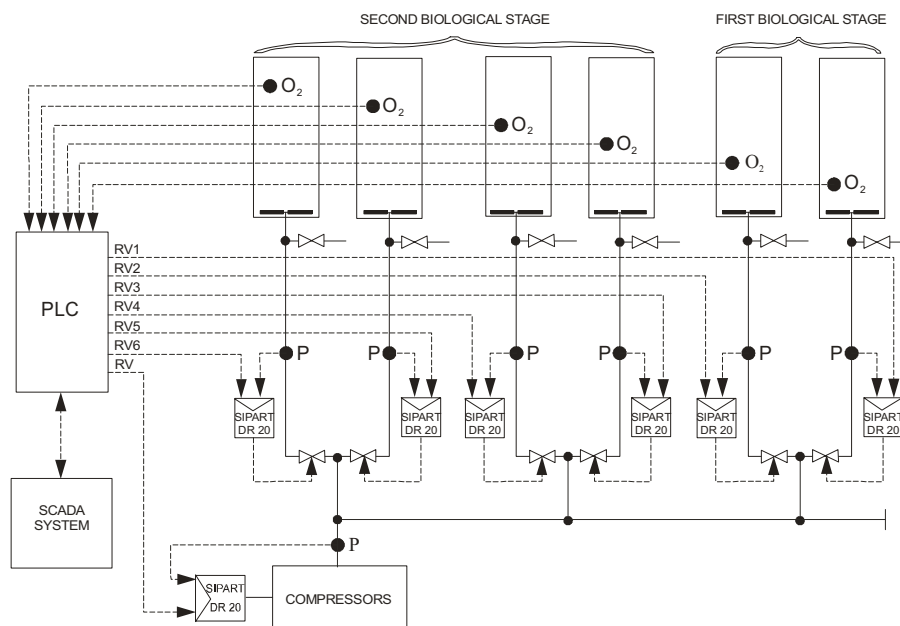 SECOND BIOLOGICAL STAGE
FIRST BIOLOGICAL STAGE
O2
O2
O2
O2
O2
O2
PLC
RV1
RV2
RV3
RV4
RV5
RV6
RV
P
P
P
P
P
P
SIPART
DR 20
SIPART
DR 20
SIPART
DR 20
SIPART
DR 20
SIPART
DR 20
SIPART
DR 20
SCADA
SYSTEM
P
SIPART
DR 20
COMPRESSORS